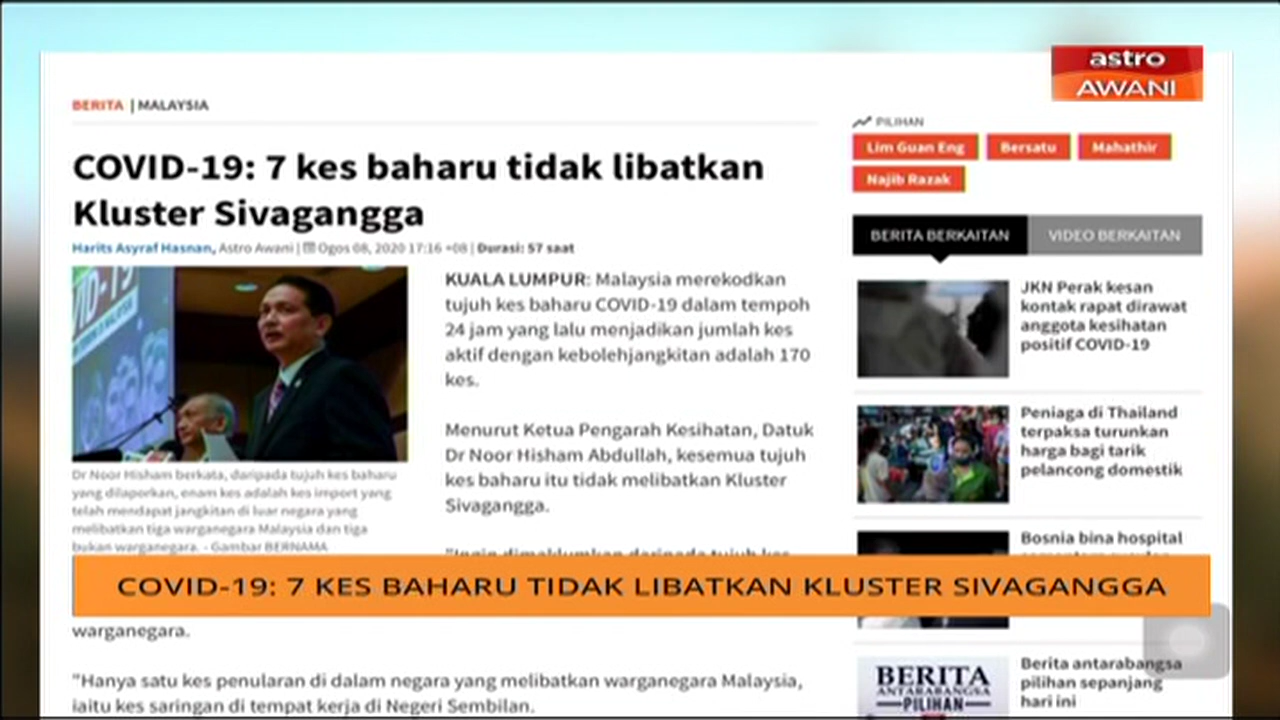 astro
AWANI
BERITA | MALAYSIA
COVID-19: 7 kes baharu tidak libatkan
Kluster Sivagangga
Harits Asyraf Hasnan, Astro Awani | Ogos 08, 2020 17:16 +08 | Durasi: 57 saat
KUALA LUMPUR: Malaysia merekodkan
tujuh kes baharu COVID-19 dalam tempoh
24 jam yang lalu menjadikan jumlah kes
aktif dengan kebolehjangkitan adalah 170
kes.
Menurut Ketua Pengarah Kesihatan, Datuk
Dr Noor Hisham Abdullah, kesemua tujuh
kes baharu itu tidak melibatkan Kluster
Sivagangga.
"Ingin dimaklumkan daripada tujuh kes
Dr Noor Hisham berkata, daripada tujuh kes baharu
yang dilaporkan, enam kes adalah kes import yang
telah mendapat jangkitan di luar negara yang
melibatkan tiga warganegara Malaysia dan tiga
bukan warganegara. - Gambar BERNAMA
COVID-19: 7 KES BAHARU TIDAK LIBATKAN KLUSTER SIVAGANGGA
warganegara.
"Hanya satu kes penularan di dalam negara yang melibatkan warganegara Malaysia,
iaitu kes saringan di tempat kerja di Negeri Sembilan.
PILIHAN
Lim Guan Eng Bersatu Mahathir
Najib Razak
BERITA BERKAITAN VIDEO BERKAITAN
JKN Perak kesan
kontak rapat dirawat
anggota kesihatan
positif COVID-19
Peniaga di Thailand
terpaksa turunkan
harga bagi tarik
pelancong domestik
Bosnia bina hospital
BERITA
ANTARABANGSA
PILIHAN
Berita antarabangsa
pilihan sepanjang
hari ini